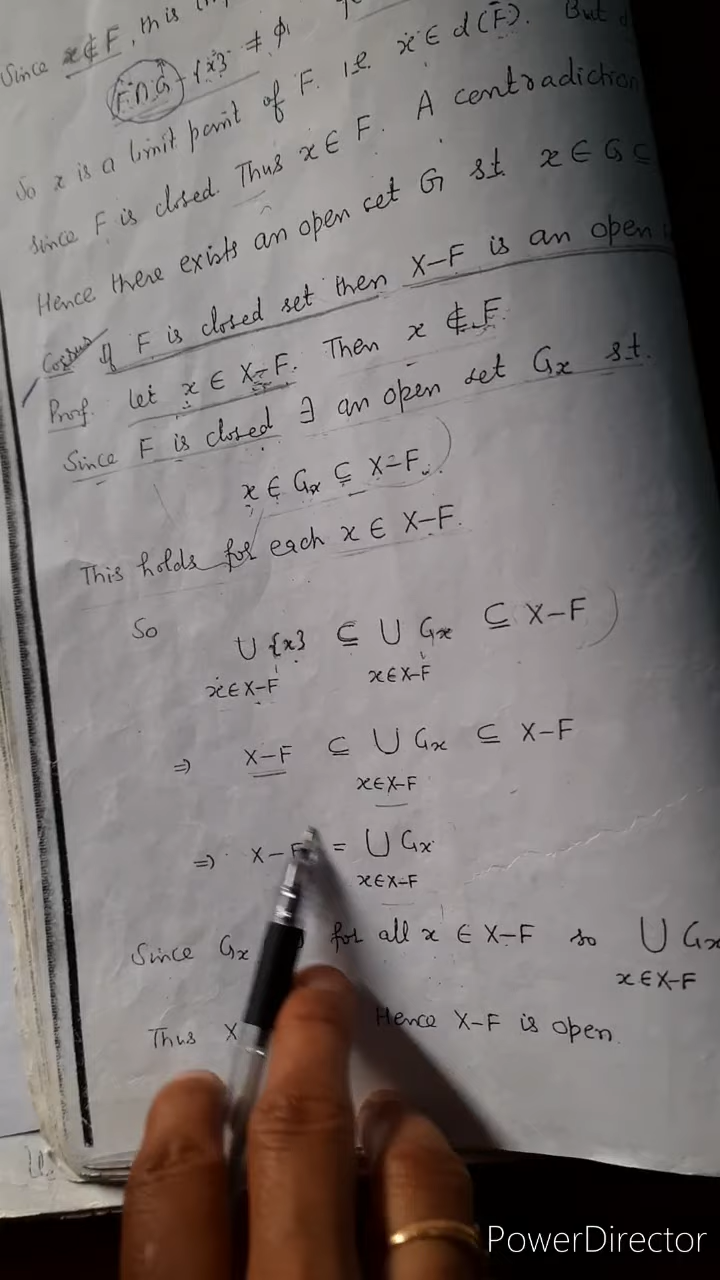 Since x ∉ F, this is
F ∩ G - {x} ≠ ϕ
So x is a limit point of F. i.e. x ∈ d(F). But
since F is closed. Thus x ∈ F. A contradiction
Hence there exists an open set G st. x ∈ G ⊆
If F is closed set then X-F is an open
Proof. let x ∈ X-F. Then x ∉ F.
Since F is closed ∃ an open set Gx st.
x ∈ Gx ⊆ X-F.
This holds for each x ∈ X-F.
So ∪ {x} ⊆ ∪ Gx ⊆ X-F
x∈X-F x∈X-F
⇒ X-F ⊆ ∪ Gx ⊆ X-F
x∈X-F
⇒ X-F = ∪ Gx
x∈X-F
Since Gx for all x ∈ X-F so ∪ Gx
x∈X-F
Thus X Hence X-F is open.
PowerDirector